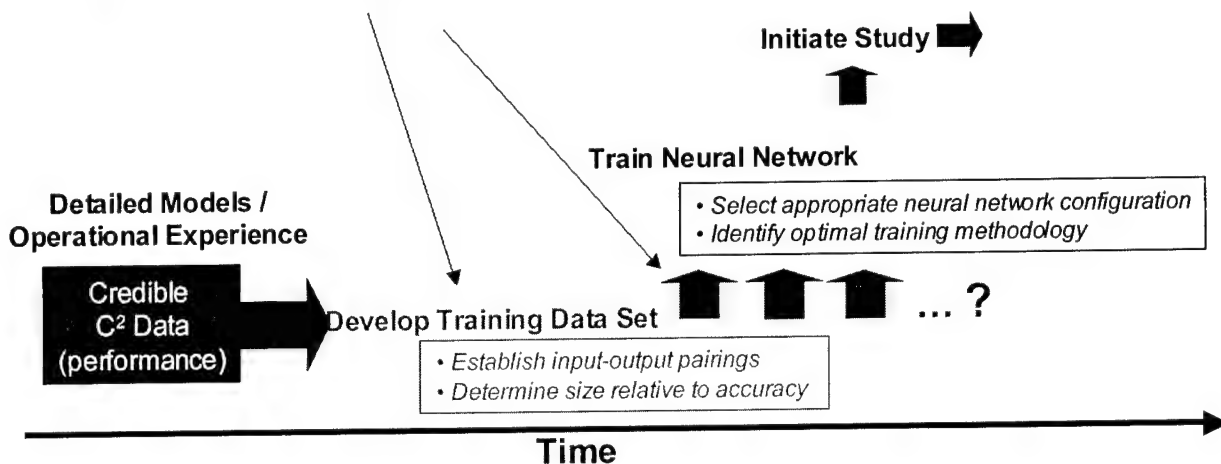 Initiate Study
Train Neural Network
• Select appropriate neural network configuration
• Identify optimal training methodology
Detailed Models /
Operational Experience
Credible
C² Data
(performance)
Develop Training Data Set
... ?
• Establish input-output pairings
• Determine size relative to accuracy
Time